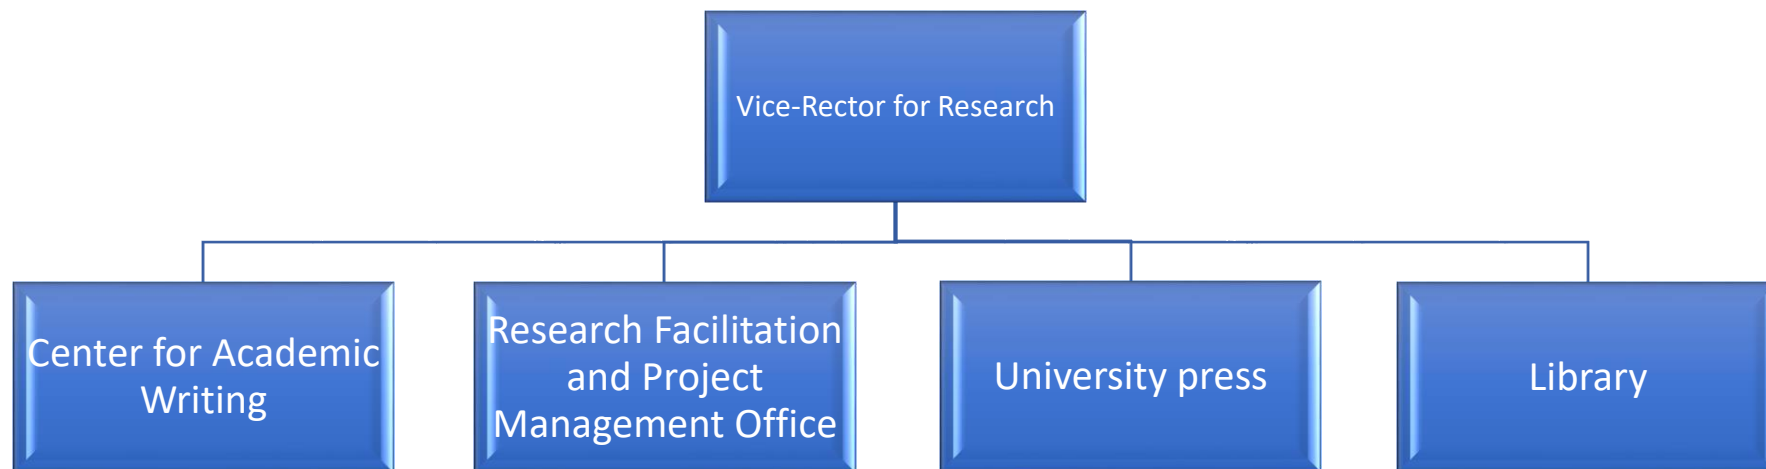 Vice-Rector for Research
Center for Academic
Writing
Research Facilitation
and Project
Management Office
University press
Library